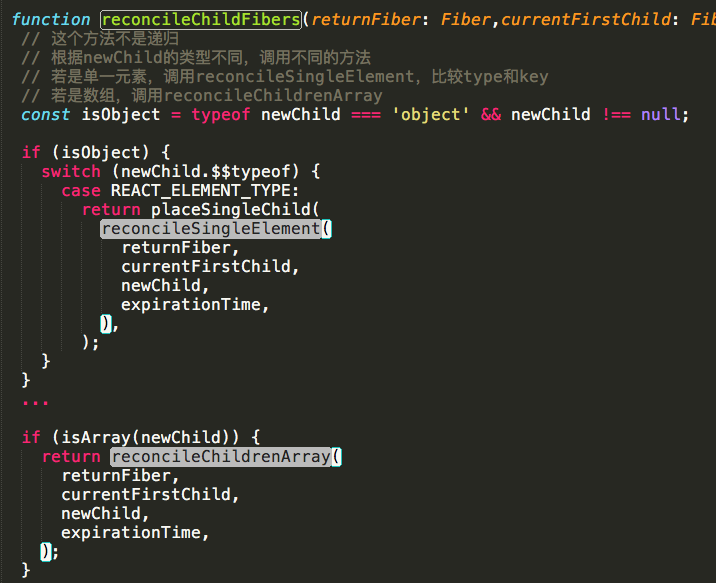 function reconcileChildFibers(returnFiber: Fiber,currentFirstChild: Fib
// 这个方法不是递归
// 根据newChild的类型不同，调用不同的方法
// 若是单一元素，调用reconcileSingleElement，比较type和key
// 若是数组，调用reconcileChildrenArray
const isObject = typeof newChild === 'object' && newChild !== null;
if (isObject) {
switch (newChild.$$typeof) {
case REACT_ELEMENT_TYPE:
return placeSingleChild(
reconcileSingleElement(
returnFiber,
currentFirstChild,
newChild,
expirationTime,
),
);
}
}
...
if (isArray(newChild)) {
return reconcileChildrenArray(
returnFiber,
currentFirstChild,
newChild,
expirationTime,
);
}